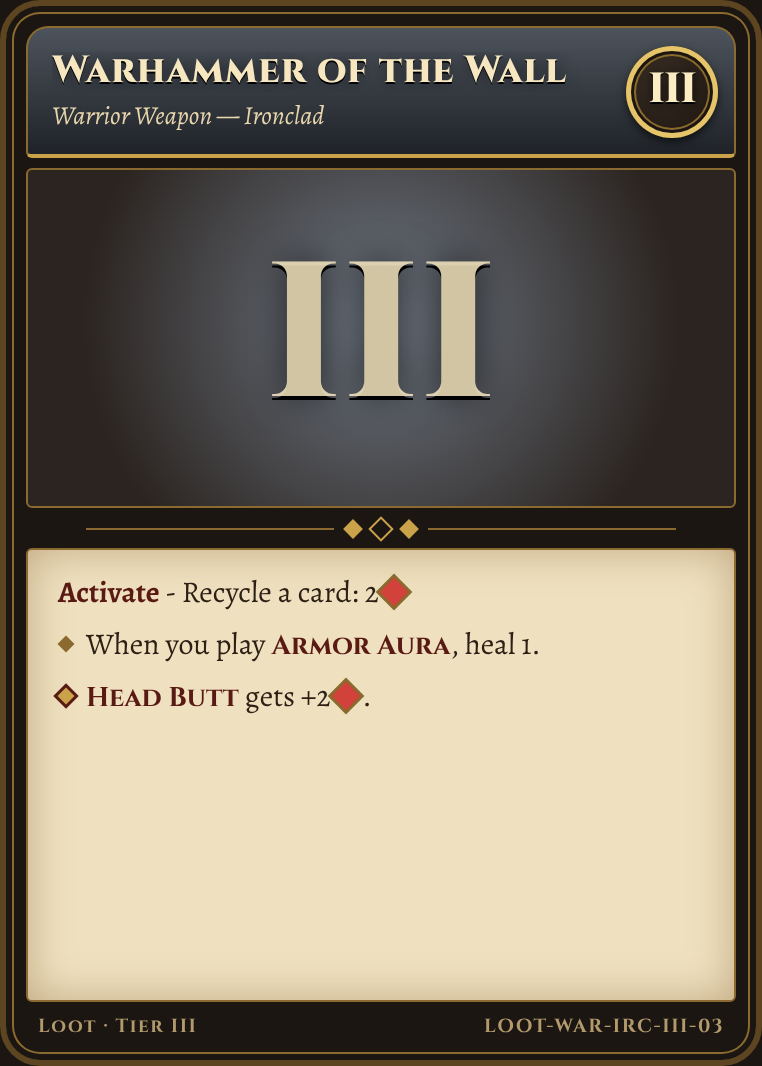 Warhammer of the Wall
Warrior Weapon — Ironclad
III
III
Activate - Recycle a card: 2
When you play Armor Aura, heal 1.
Head Butt gets +2.
Loot · Tier III
LOOT-WAR-IRC-III-03